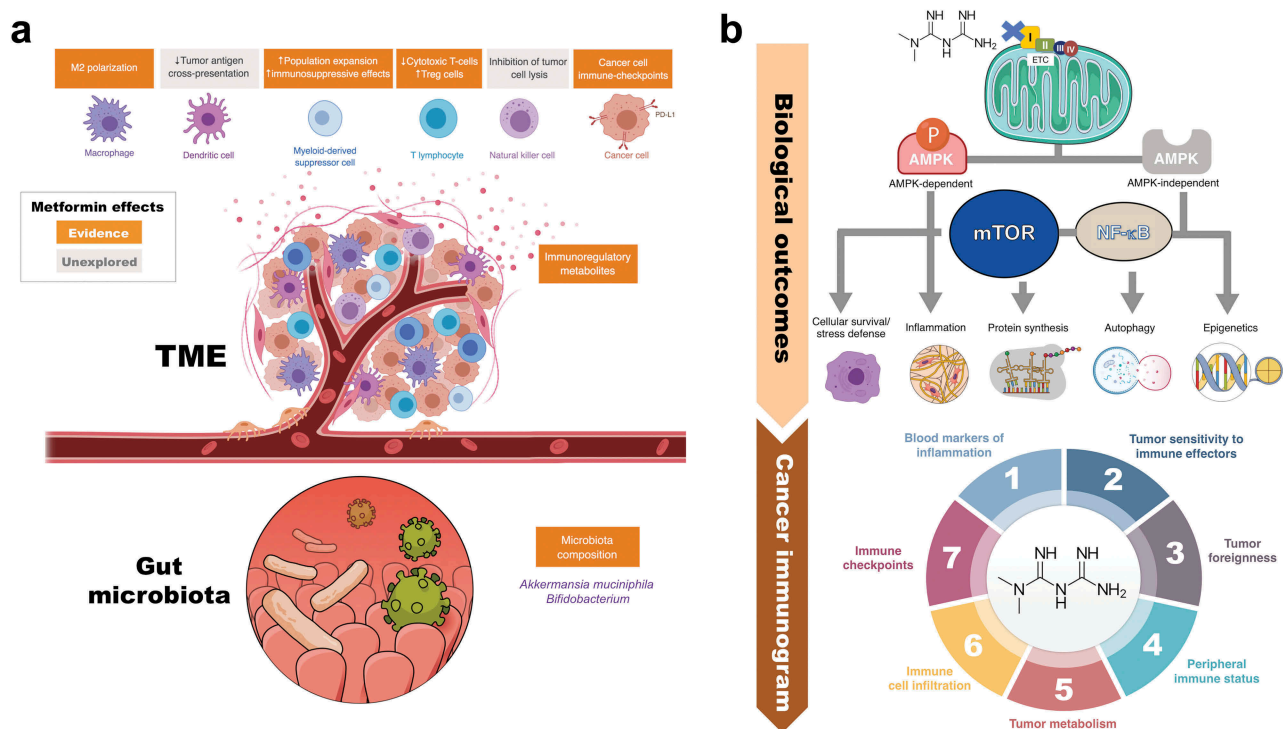 a
M2 polarization
↓Tumor antigen
cross-presentation
↑Population expansion
↑Immunosuppressive effects
↓Cytotoxic T-cells
↑Treg cells
Inhibition of tumor
cell lysis
Cancer cell
immune-checkpoints
PD-L1
Macrophage
Dendritic cell
Myeloid-derived
suppressor cell
T lymphocyte
Natural killer cell
Cancer cell
Metformin effects
Evidence
Unexplored
Immunoregulatory
metabolites
TME
Gut
microbiota
Microbiota
composition
Akkermansia muciniphila
Bifidobacterium
b
Biological outcomes
Cancer immunogram
NH NH
N N NH2
H
I
II
III
IV
ETC
P
AMPK
AMPK
AMPK-dependent
AMPK-independent
mTOR
NF-κB
Cellular survival/
stress defense
Inflammation
Protein synthesis
Autophagy
Epigenetics
Blood markers of
inflammation
Tumor sensitivity to
immune effectors
1
2
3
4
5
6
7
Tumor
foreignness
Peripheral
immune status
Tumor metabolism
Immune
cell infiltration
Immune
checkpoints
NH NH
N N NH2
H